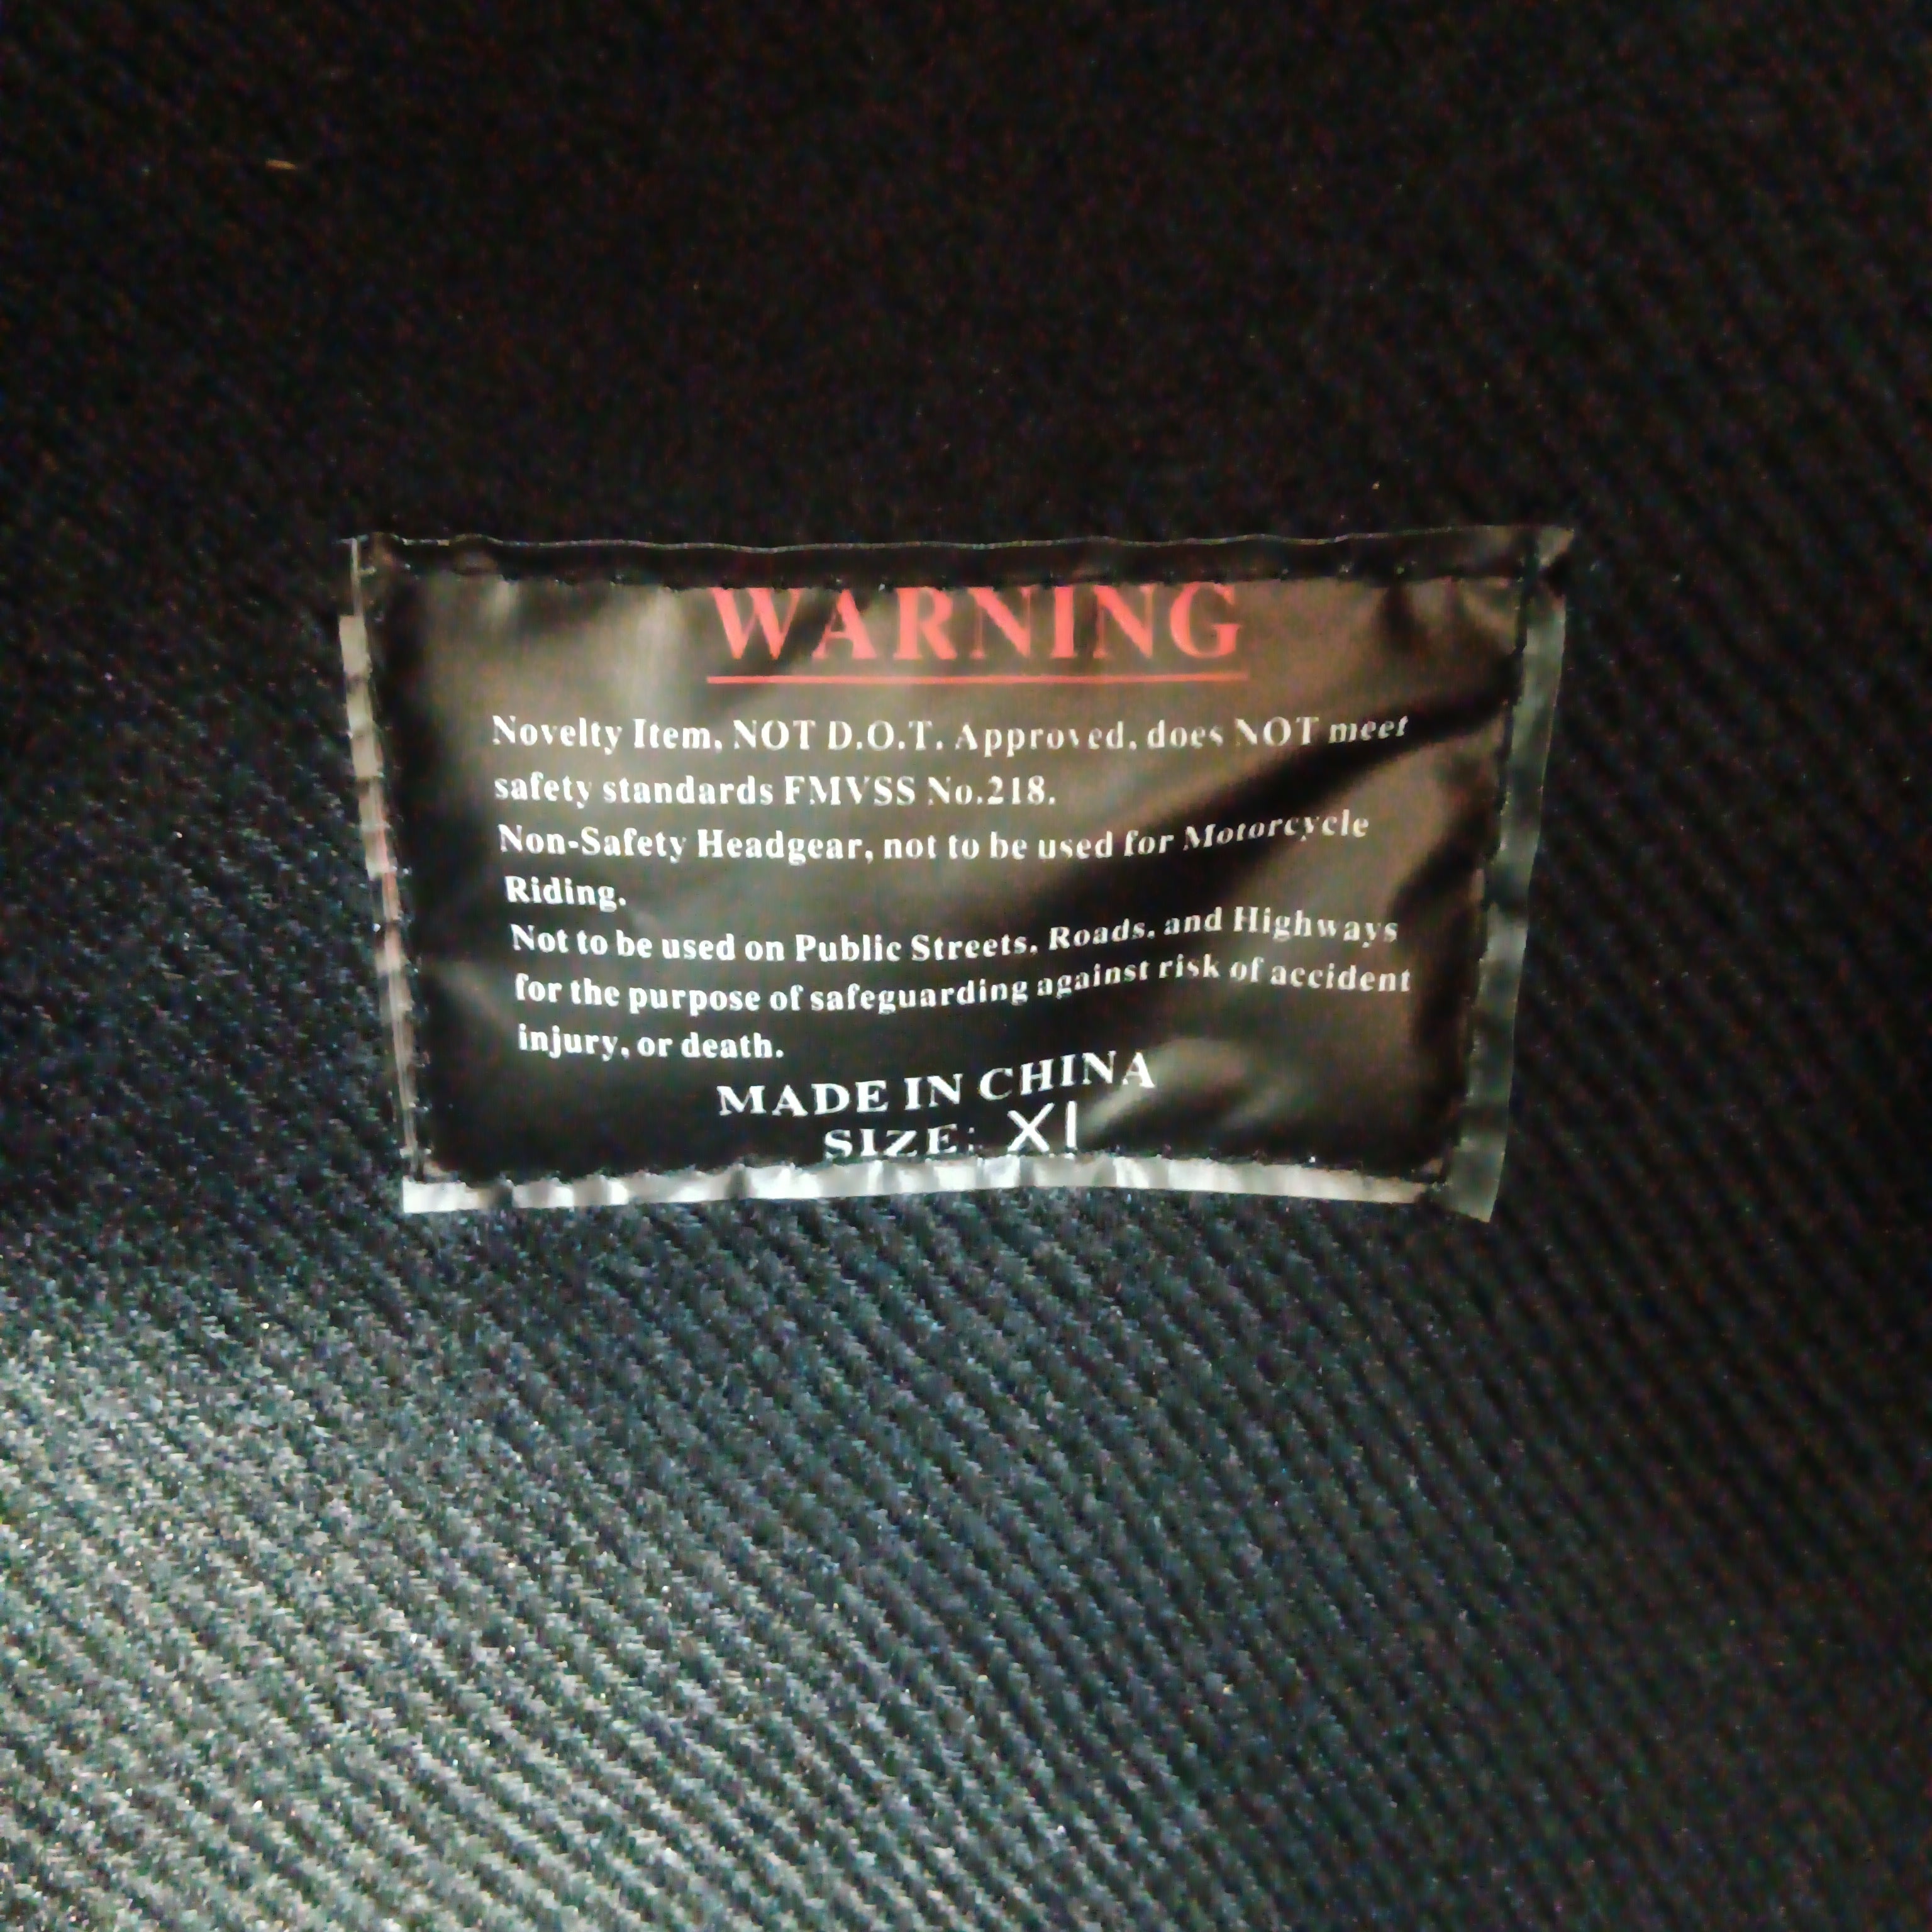 WARNING
Novelty Item, NOT D.O.T. Approved, does NOT meet
safety standards FMVSS No.218.
Non-Safety Headgear, not to be used for Motorcycle
Riding.
Not to be used on Public Streets, Roads, and Highways
for the purpose of safeguarding against risk of accident
injury, or death.
MADE IN CHINA
SIZE: XL